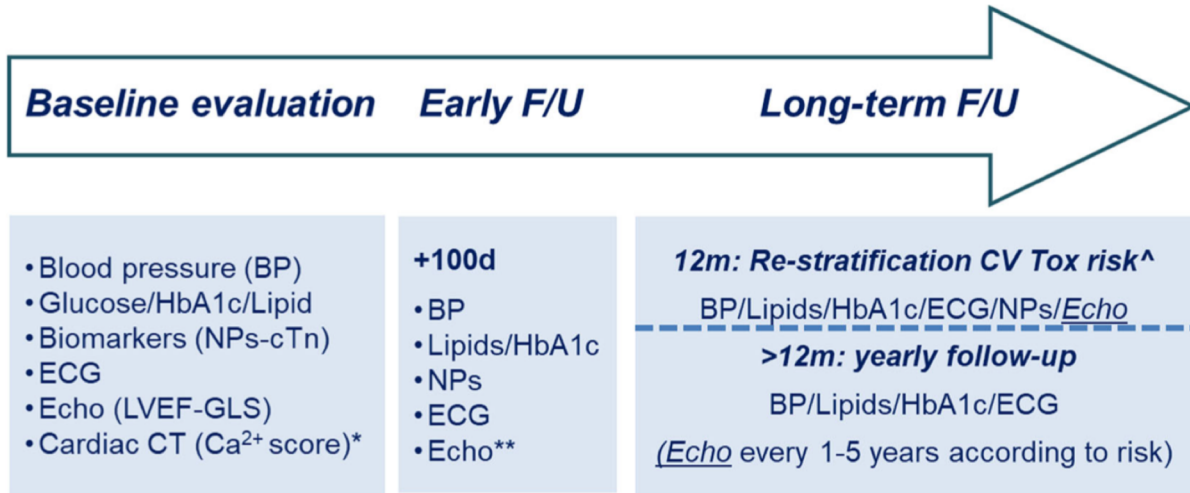 Baseline evaluation
Early F/U
Long-term F/U
• Blood pressure (BP)
• Glucose/HbA1c/Lipid
• Biomarkers (NPs-cTn)
• ECG
• Echo (LVEF-GLS)
• Cardiac CT (Ca²⁺ score)*
+100d
• BP
• Lipids/HbA1c
• NPs
• ECG
• Echo**
12m: Re-stratification CV Tox risk^
BP/Lipids/HbA1c/ECG/NPs/Echo
>12m: yearly follow-up
BP/Lipids/HbA1c/ECG
(Echo every 1-5 years according to risk)